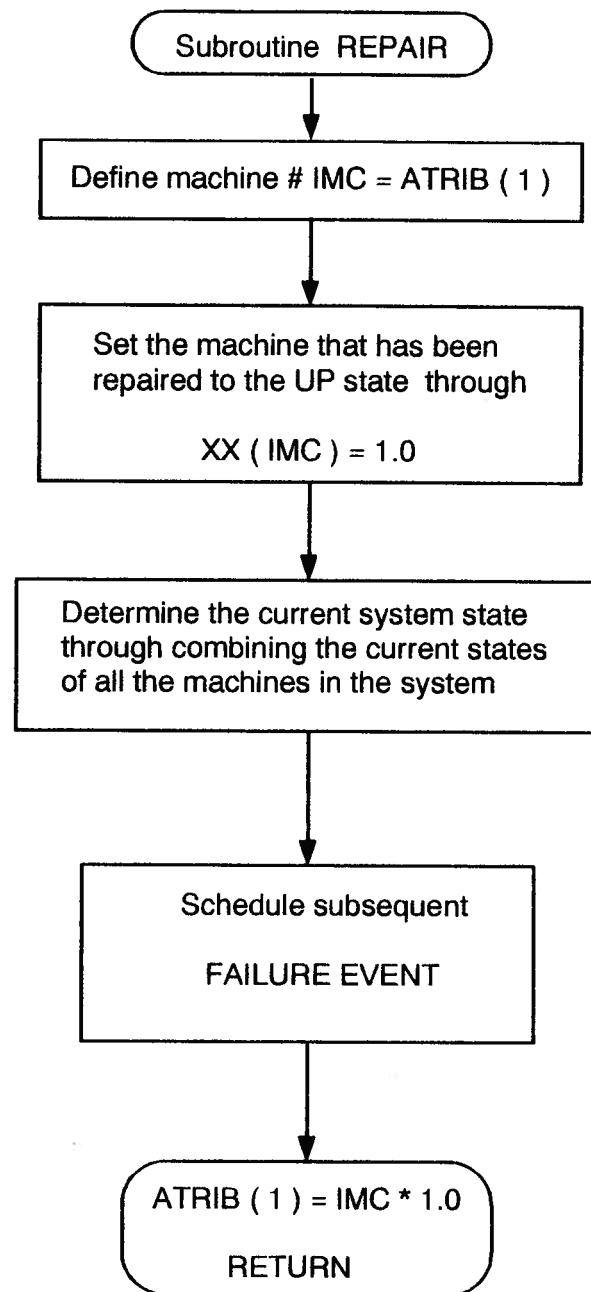 Subroutine REPAIR
Define machine # IMC = ATRIB ( 1 )
Set the machine that has been
repaired to the UP state through
XX ( IMC ) = 1.0
Determine the current system state
through combining the current states
of all the machines in the system
Schedule subsequent
FAILURE EVENT
ATRIB ( 1 ) = IMC * 1.0
RETURN